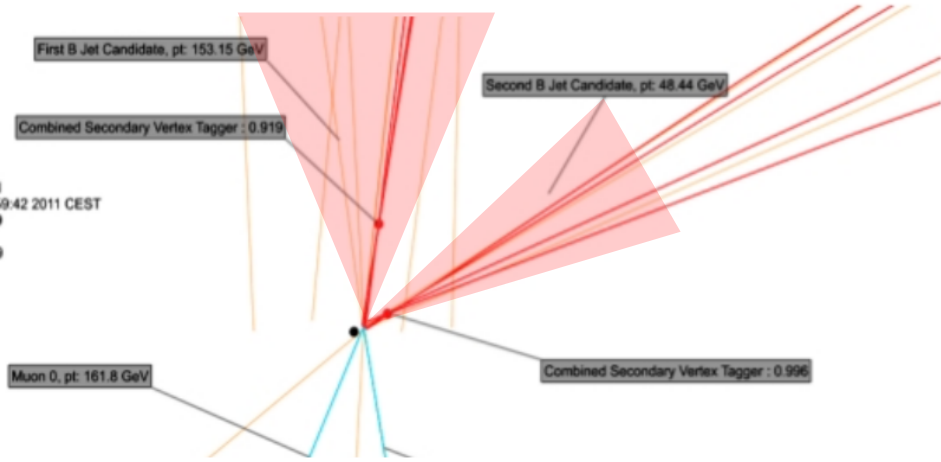 First B Jet Candidate, pt: 153.15 GeV
Second B Jet Candidate, pt: 48.44 GeV
Combined Secondary Vertex Tagger : 0.919
9:42 2011 CEST
Muon 0, pt: 161.8 GeV
Combined Secondary Vertex Tagger : 0.996